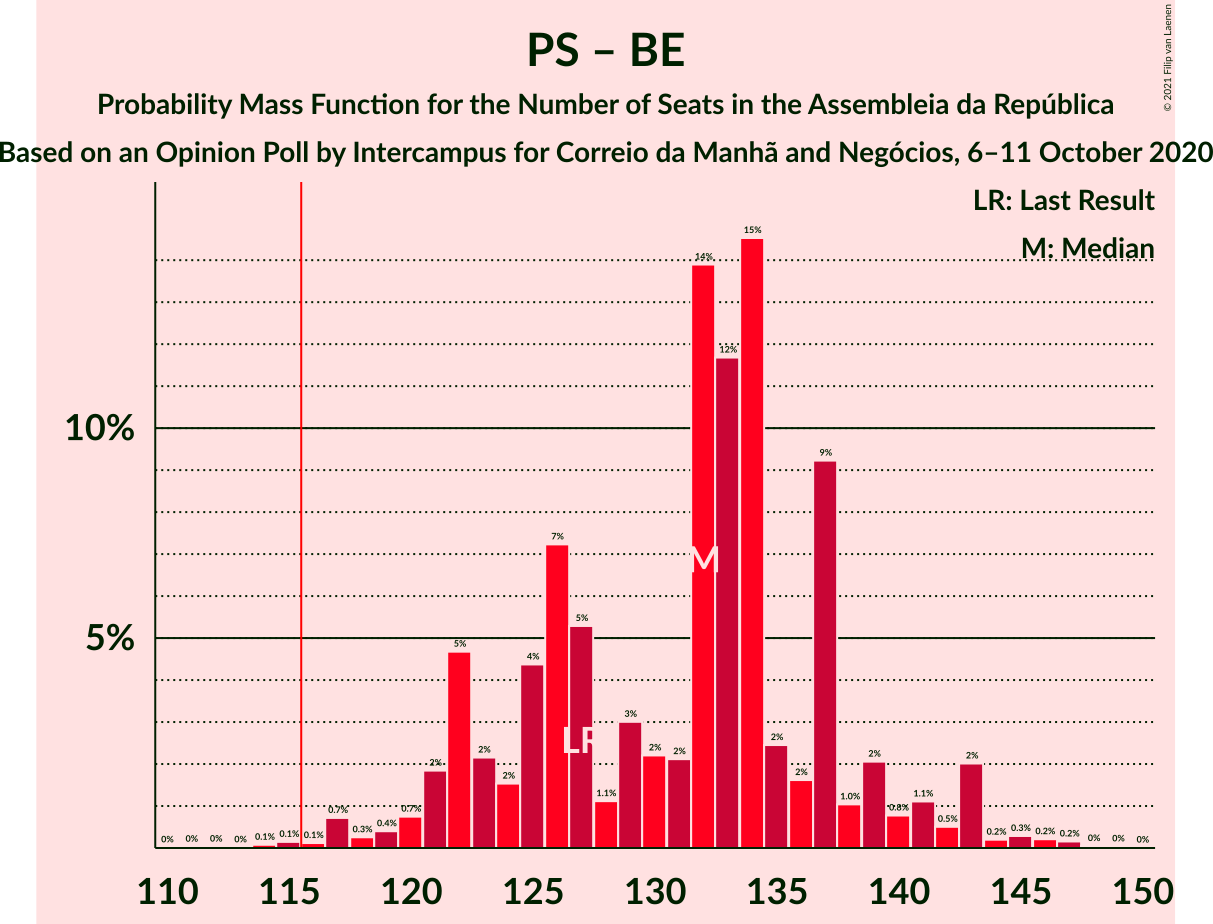 PS – BE
Probability Mass Function for the Number of Seats in the Assembleia da República
Based on an Opinion Poll by Intercampus for Correio da Manhã and Negócios, 6–11 October 2020
© 2021 Filip van Laenen
LR: Last Result
M: Median
10%
5%
0% 0% 0% 0% 0.1% 0.1% 0.1% 0.7% 0.3% 0.4% 0.7% 2% 5% 2% 2% 4% 7% 5% 1.1% 3% 2% 2% 14% 12% 15% 2% 2% 9% 1.0% 2% 0.8% 1.1% 0.5% 2% 0.2% 0.3% 0.2% 0.2% 0% 0% 0%
M
LR
110 115 120 125 130 135 140 145 150